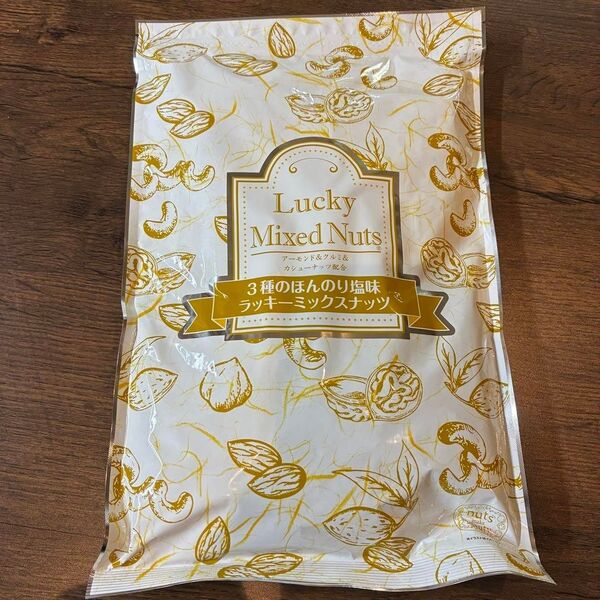 Lucky
Mixed Nuts
アーモンド&クルミ&
カシューナッツ配合
3種のほんのり塩味
ラッキーミックスナッツ
nuts